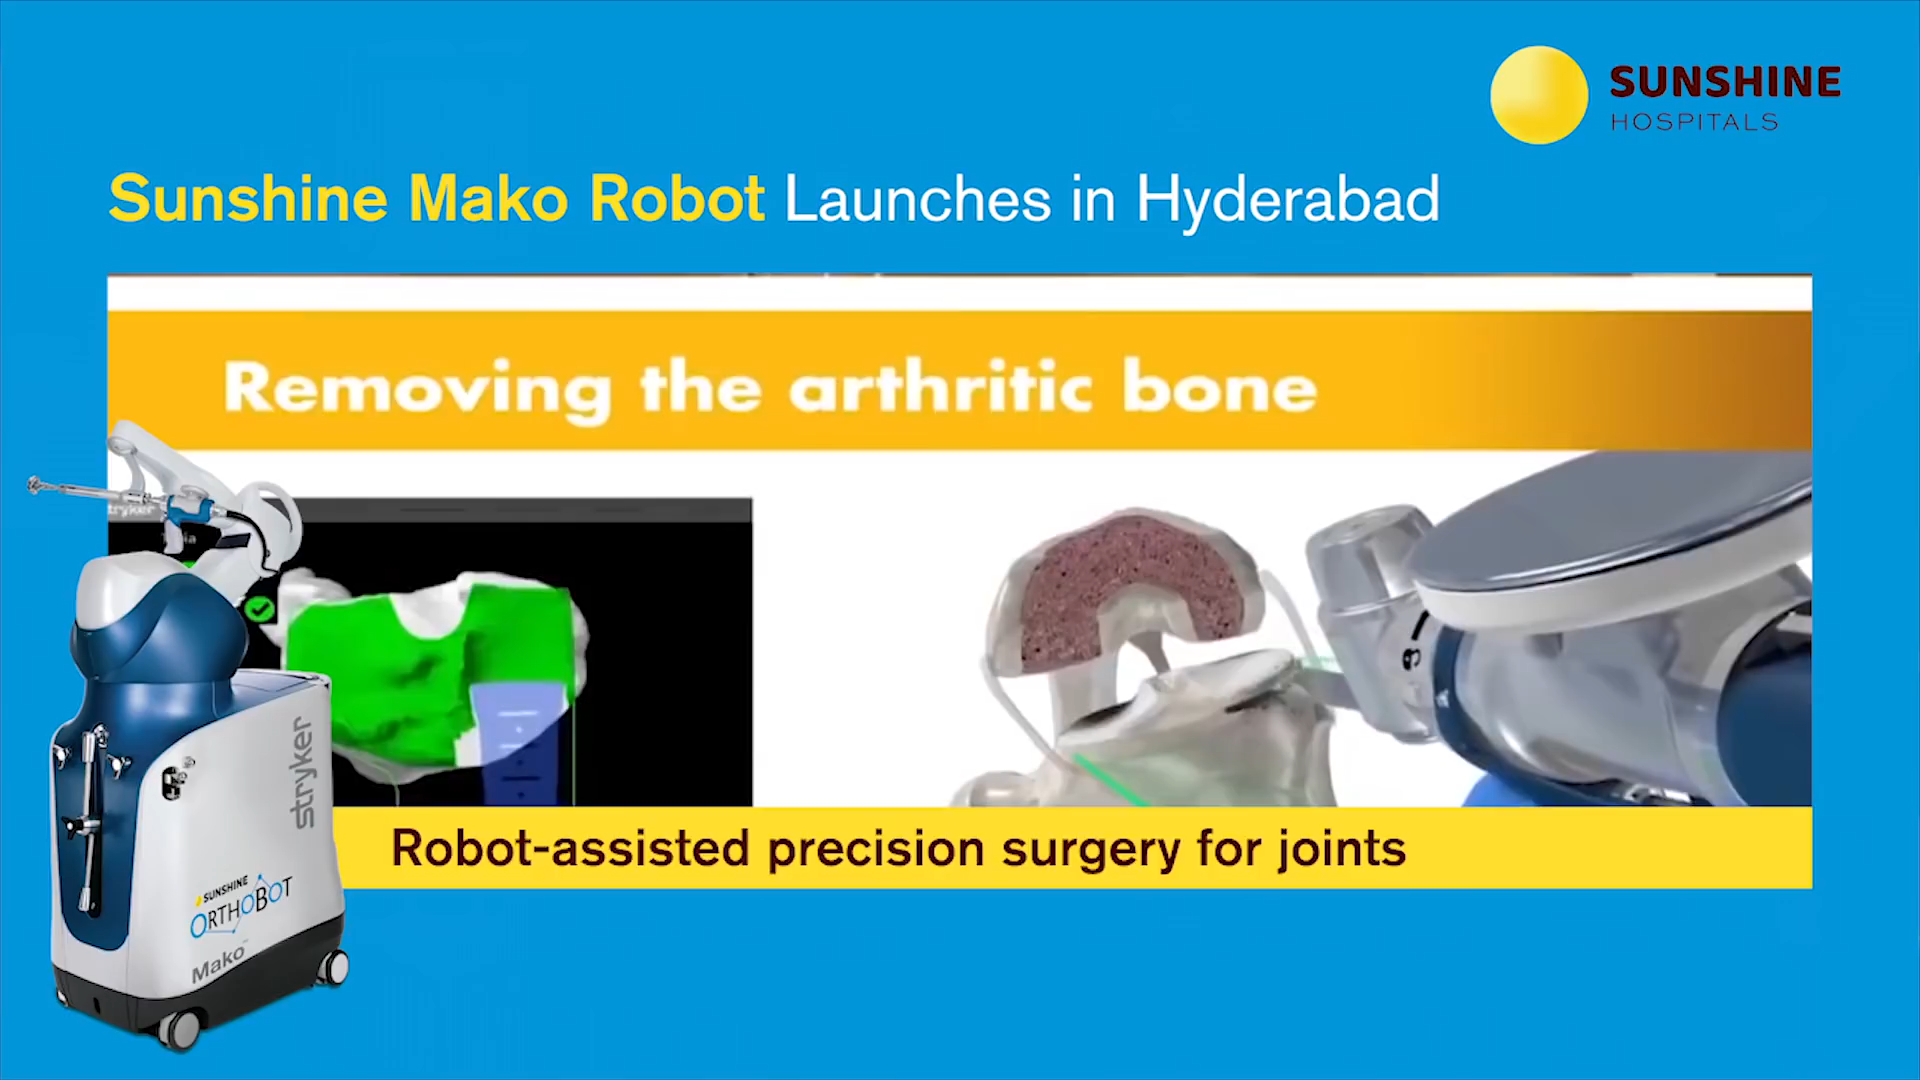 SUNSHINE
HOSPITALS
Sunshine Mako Robot Launches in Hyderabad
Removing the arthritic bone
stryker
Robot-assisted precision surgery for joints
SUNSHINE
ORTHOBOT
Mako